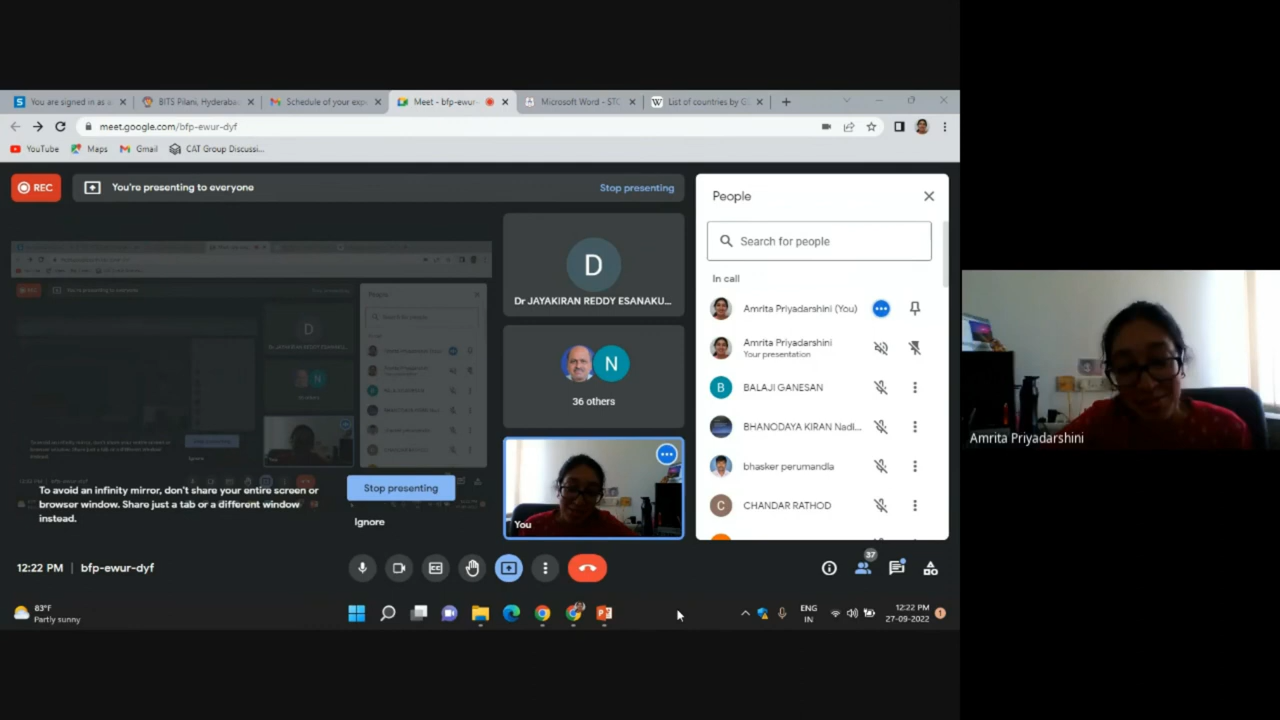 You are signed in as
BITS Pilani, Hyderaba
Schedule of your exp
Meet - bfp-ewur-
Microsoft Word - STC
List of countries by G
meet.google.com/bfp-ewur-dyf
YouTube
Maps
Gmail
CAT Group Discussi...
REC
You're presenting to everyone
Stop presenting
D
Dr JAYAKIRAN REDDY ESANAKU...
N
36 others
You
To avoid an infinity mirror, don't share your entire screen or
browser window. Share just a tab or a different window
instead.
Stop presenting
Ignore
People
Search for people
In call
Amrita Priyadarshini (You)
Amrita Priyadarshini
Your presentation
B
BALAJI GANESAN
BHANODAYA KIRAN Nadi...
bhasker perumandla
C
CHANDAR RATHOD
12:22 PM | bfp-ewur-dyf
37
83°F
Partly sunny
ENG
IN
12:22 PM
27-09-2022
1
Amrita Priyadarshini